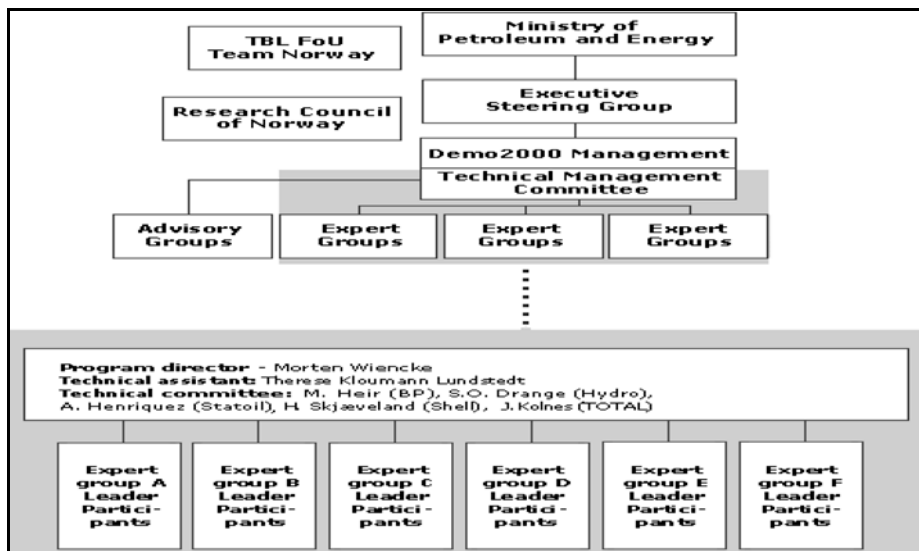 TBL FoU
Team Norway
Ministry of
Petroleum and Energy
Research Council
of Norway
Executive
Steering Group
Demo2000 Management
Technical Management
Committee
Advisory
Groups
Expert
Groups
Expert
Groups
Expert
Groups
Program director - Morten Wiencke
Technical assistant: Therese Kloumann Lundstedt
Technical committee: M. Heir (BP), S.O. Drange (Hydro),
A. Henriquez (Statoil), H. Skjæveland (Shell), J.Kolnes (TOTAL)
Expert
group A
Leader
Partici-
pants
Expert
group B
Leader
Partici-
pants
Expert
group C
Leader
Partici-
pants
Expert
group D
Leader
Partici-
pants
Expert
group E
Leader
Partici-
pants
Expert
group F
Leader
Partici-
pants